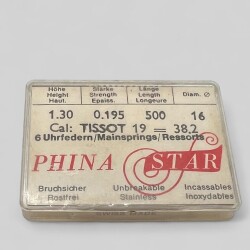 Höhe Stärke Länge Diam. Ø
Height Strength Length
Haut. Epaiss. Longeure
1.30 0.195 500 16
Cal: TISSOT 19 = 38,2
6 Uhrfedern/Mainsprings/Ressorts
PHINA STAR
Bruchsicher Unbreakable Incassables
Rostfrei Stainless Inoxydables